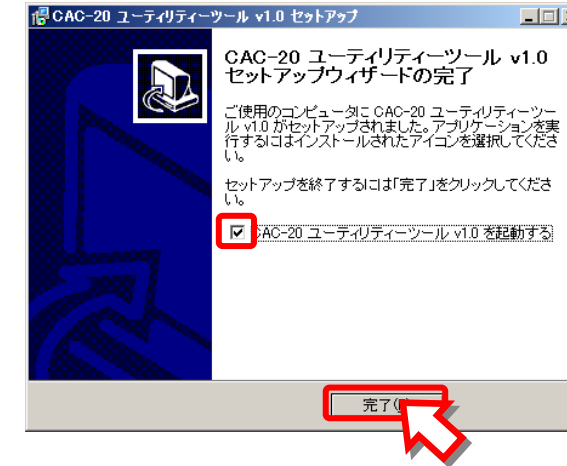 CAC-20 ユーティリティーツール v1.0 セットアップ
CAC-20 ユーティリティーツール v1.0
セットアップウィザードの完了
ご使用のコンピュータに CAC-20 ユーティリティーツー
ル v1.0 がセットアップされました。アプリケーションを実
行するにはインストールされたアイコンを選択してくださ
い。
セットアップを終了するには「完了」をクリックしてくださ
い。
CAC-20 ユーティリティーツール v1.0 を起動する
完了(